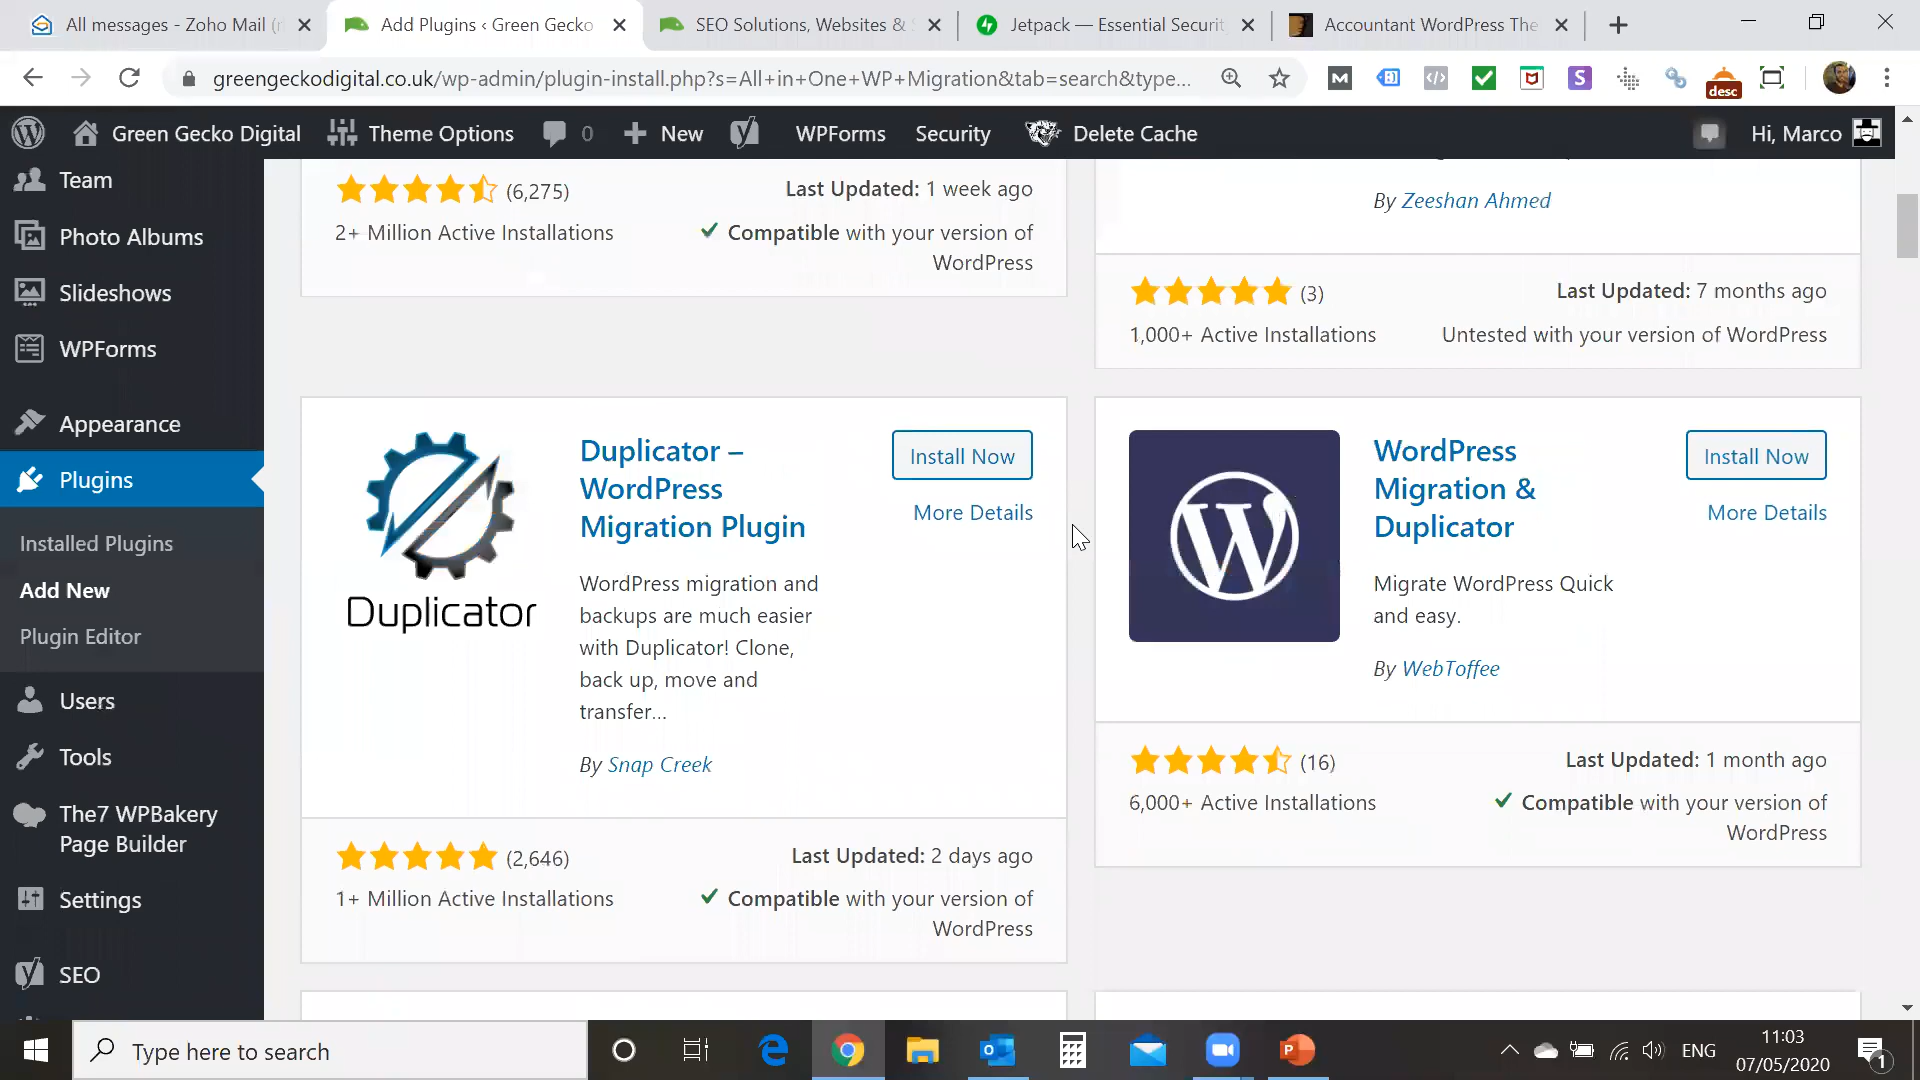 All messages - Zoho Mail (
Add Plugins ‹ Green Gecko
SEO Solutions, Websites &
Jetpack — Essential Securit
Accountant WordPress The
greengeckodigital.co.uk/wp-admin/plugin-install.php?s=All+in+One+WP+Migration&tab=search&type...
desc
Green Gecko Digital
Theme Options
0
New
WPForms
Security
Delete Cache
Hi, Marco
Team
Photo Albums
Slideshows
WPForms
Appearance
Plugins
Installed Plugins
Add New
Plugin Editor
Users
Tools
The7 WPBakery
Page Builder
Settings
SEO
(6,275)
Last Updated: 1 week ago
2+ Million Active Installations
Compatible with your version of
WordPress
By Zeeshan Ahmed
(3)
Last Updated: 7 months ago
1,000+ Active Installations
Untested with your version of WordPress
Duplicator
Duplicator –
WordPress
Migration Plugin
Install Now
More Details
WordPress migration and
backups are much easier
with Duplicator! Clone,
back up, move and
transfer...
By Snap Creek
(2,646)
Last Updated: 2 days ago
1+ Million Active Installations
Compatible with your version of
WordPress
WordPress
Migration &
Duplicator
Install Now
More Details
Migrate WordPress Quick
and easy.
By WebToffee
(16)
Last Updated: 1 month ago
6,000+ Active Installations
Compatible with your version of
WordPress
Type here to search
ENG
11:03
07/05/2020
1